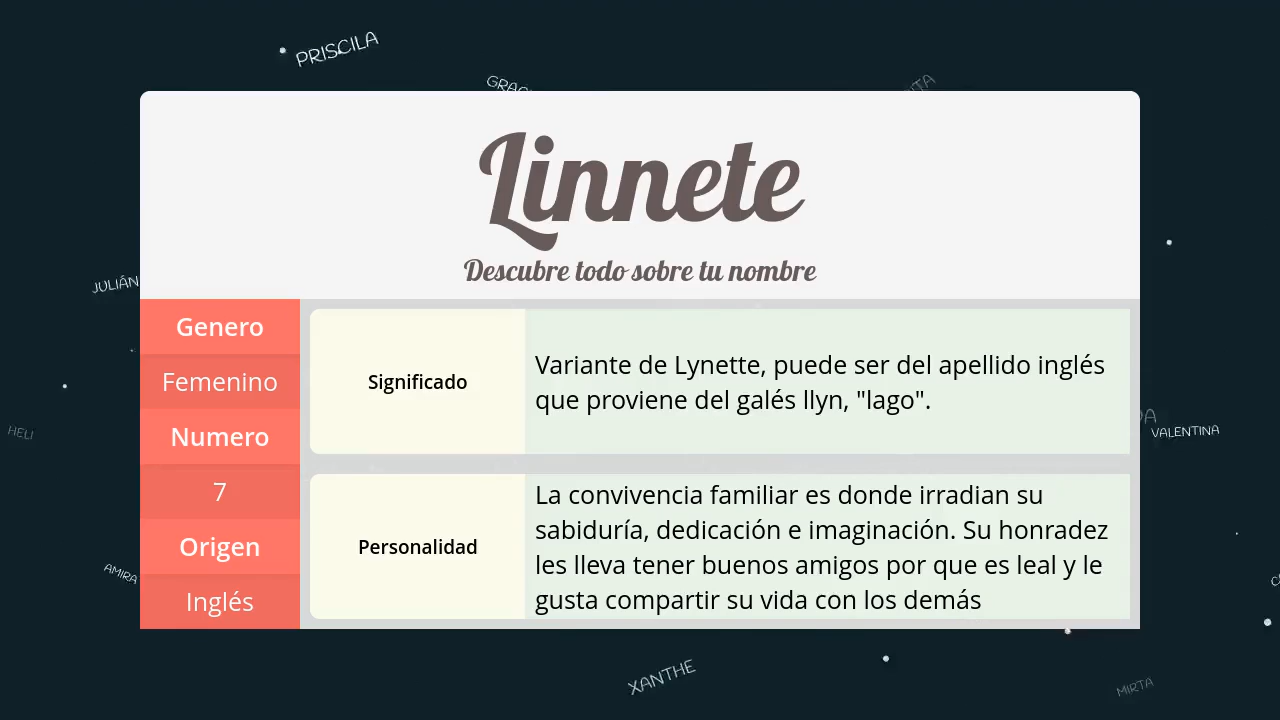 PRISCILA
Linnete
Descubre todo sobre tu nombre
JULIÁN
Genero
Femenino
Numero
7
Origen
Inglés
Significado
Variante de Lynette, puede ser del apellido inglés
que proviene del galés llyn, "lago".
Personalidad
La convivencia familiar es donde irradian su
sabiduría, dedicación e imaginación. Su honradez
les lleva tener buenos amigos por que es leal y le
gusta compartir su vida con los demás
HELI
VALENTINA
AMIRA
XANTHE
MIRTA